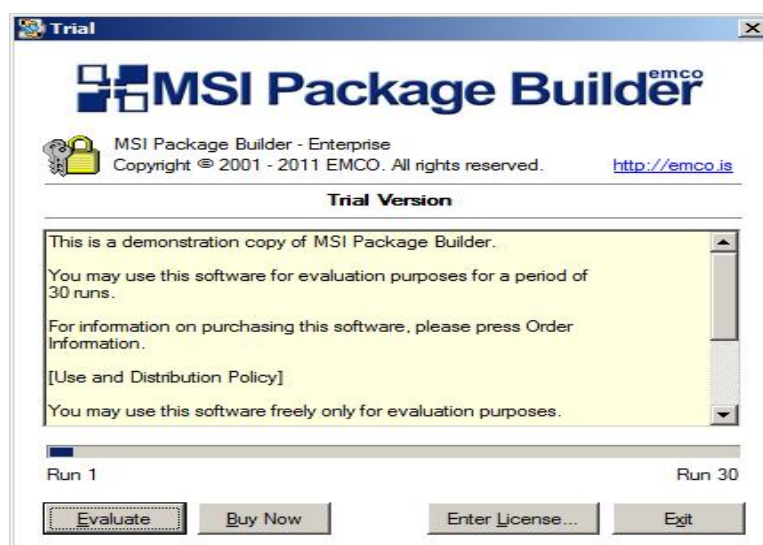 Trial
MSI Package Builder
emco
MSI Package Builder - Enterprise
Copyright © 2001 - 2011 EMCO. All rights reserved.
http://emco.is
Trial Version
This is a demonstration copy of MSI Package Builder.
You may use this software for evaluation purposes for a period of
30 runs.
For information on purchasing this software, please press Order
Information.
[Use and Distribution Policy]
You may use this software freely only for evaluation purposes.
Run 1
Run 30
Evaluate
Buy Now
Enter License...
Exit